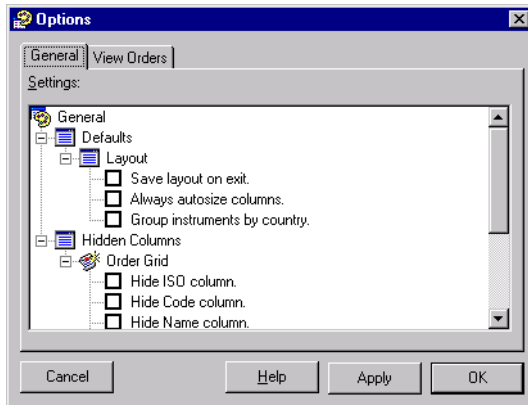 Options
General View Orders
Settings:
General
Defaults
Layout
Save layout on exit.
Always autosize columns.
Group instruments by country.
Hidden Columns
Order Grid
Hide ISO column.
Hide Code column.
Hide Name column.
Cancel Help Apply OK